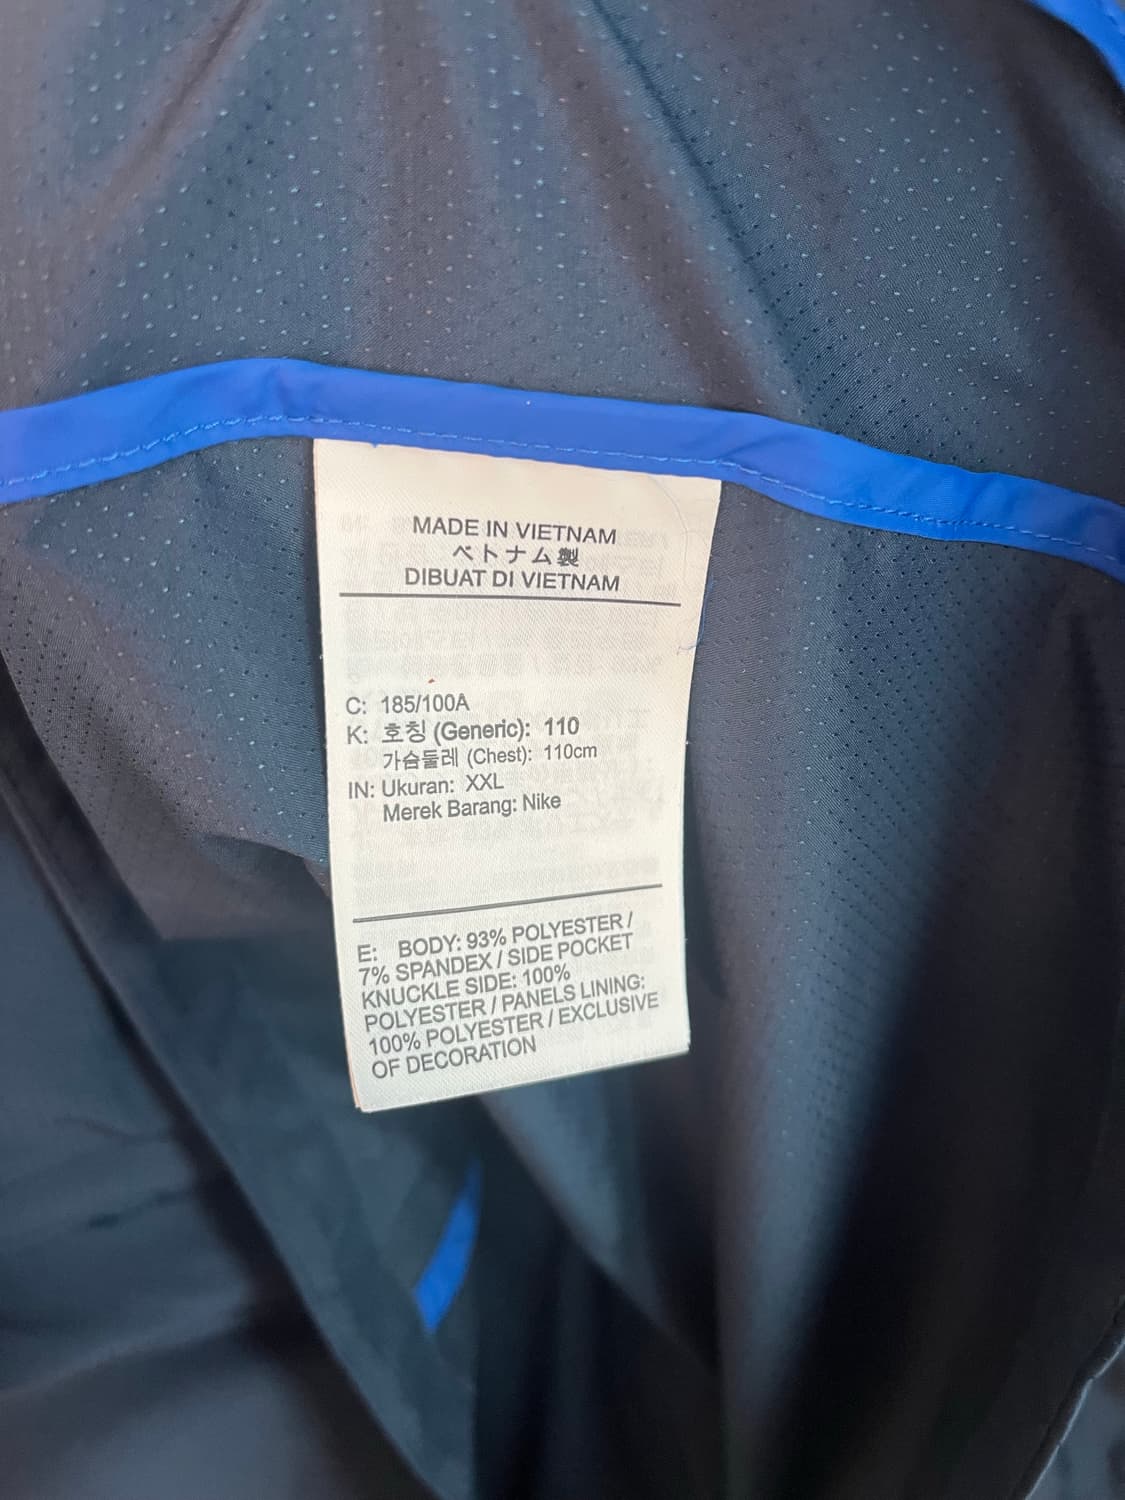 MADE IN VIETNAM
ベトナム製
DIBUAT DI VIETNAM
C: 185/100A
K: 호칭 (Generic): 110
가슴둘레 (Chest): 110cm
IN: Ukuran: XXL
Merek Barang: Nike
E: BODY: 93% POLYESTER /
7% SPANDEX / SIDE POCKET
KNUCKLE SIDE: 100%
POLYESTER / PANELS LINING:
100% POLYESTER / EXCLUSIVE
OF DECORATION